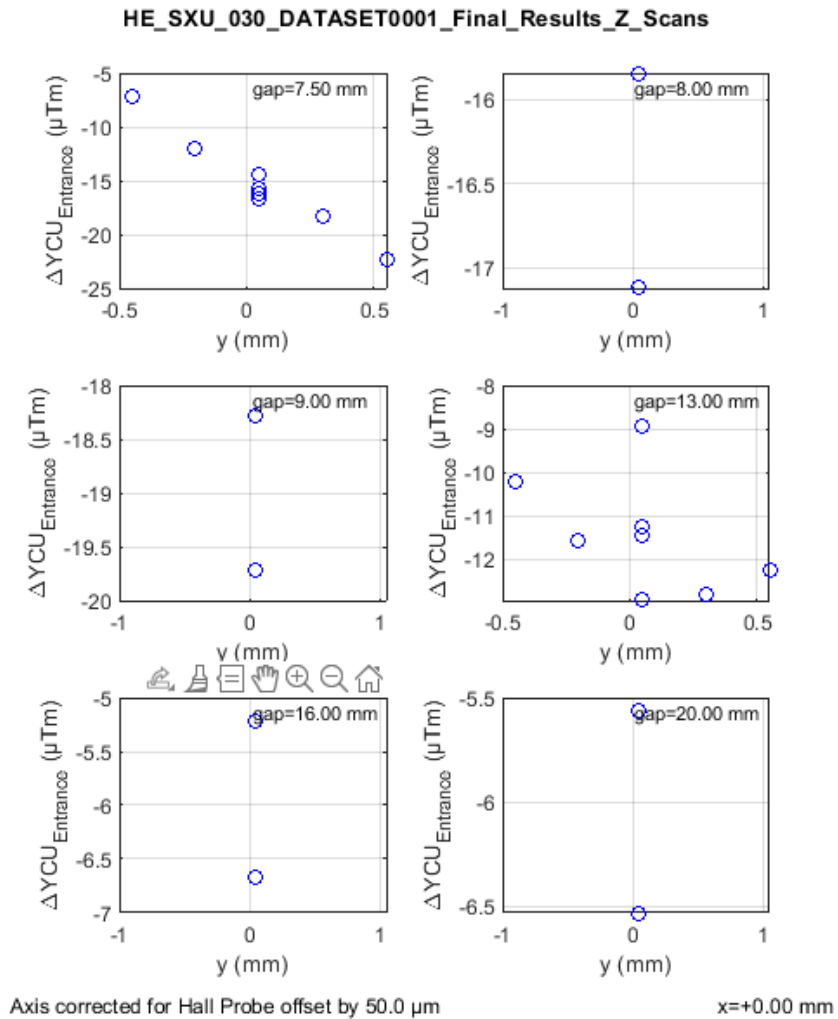 HE_SXU_030_DATASET0001_Final_Results_Z_Scans
gap=7.50 mm
ΔYCU_Entrance (µTm)
-5
-10
-15
-20
-25
-0.5 0 0.5
y (mm)
gap=8.00 mm
ΔYCU_Entrance (µTm)
-16
-16.5
-17
-1 0 1
y (mm)
gap=9.00 mm
ΔYCU_Entrance (µTm)
-18
-18.5
-19
-19.5
-20
-1 0 1
y (mm)
gap=13.00 mm
ΔYCU_Entrance (µTm)
-8
-9
-10
-11
-12
-0.5 0 0.5
y (mm)
gap=16.00 mm
ΔYCU_Entrance (µTm)
-5
-5.5
-6
-6.5
-7
-1 0 1
y (mm)
gap=20.00 mm
ΔYCU_Entrance (µTm)
-5.5
-6
-6.5
-1 0 1
y (mm)
Axis corrected for Hall Probe offset by 50.0 µm
x=+0.00 mm